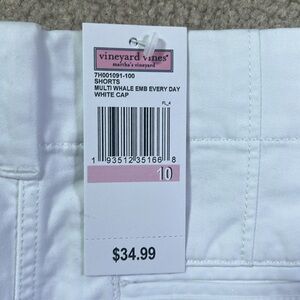 vineyard vines®
martha's vineyard
7H001091-100
SHORTS
MULTI WHALE EMB EVERY DAY
WHITE CAP
FL_4
1 93512 35166 8
10
$34.99